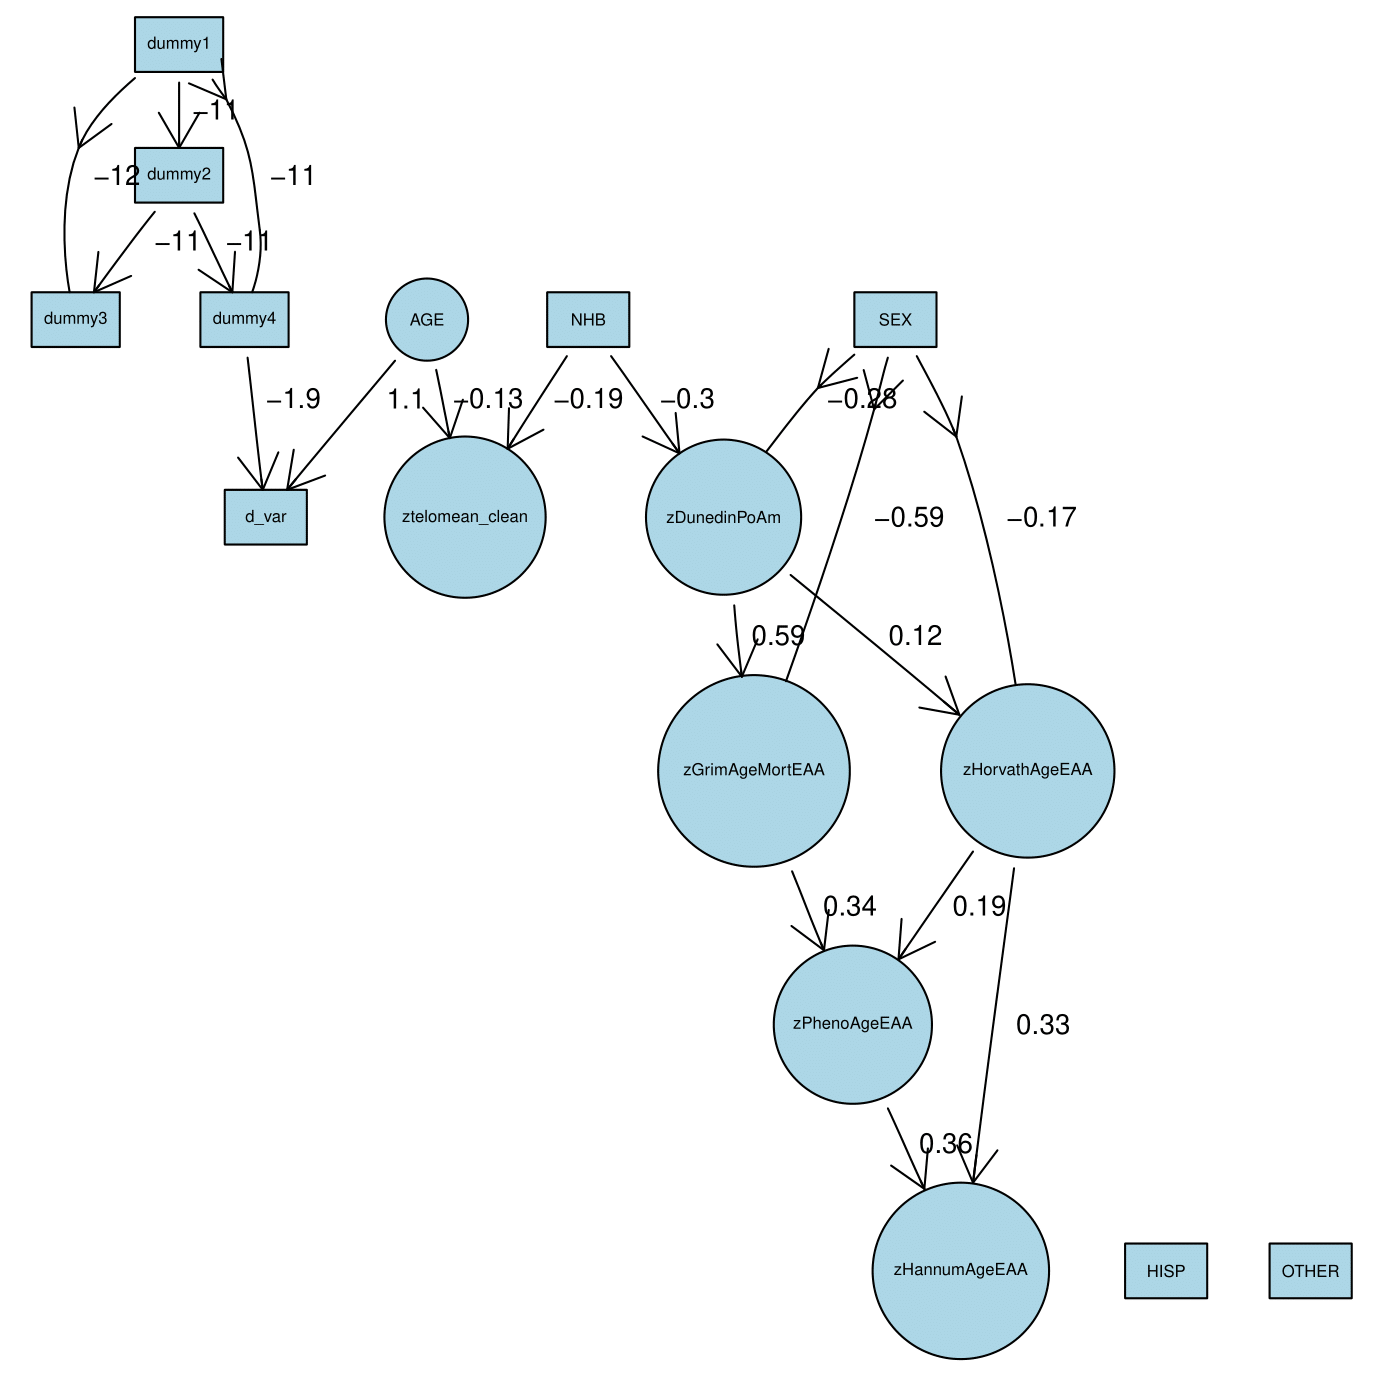 dummy1
−11
−12
dummy2
−11
−11
−11
dummy3
dummy4
AGE
NHB
SEX
−1.9
1.1
−0.13
−0.19
−0.3
−0.28
d_var
ztelomean_clean
zDunedinPoAm
−0.59
−0.17
0.59
0.12
zGrimAgeMortEAA
zHorvathAgeEAA
0.34
0.19
zPhenoAgeEAA
0.33
0.36
zHannumAgeEAA
HISP
OTHER